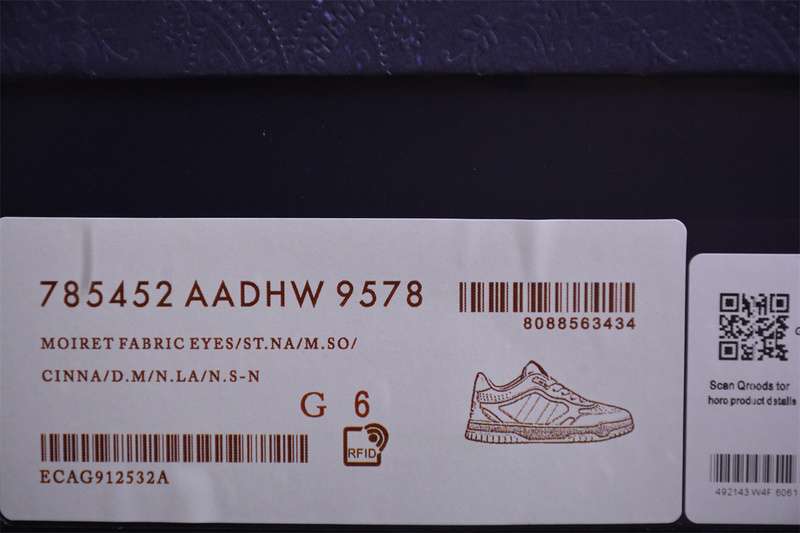 785452 AADHW 9578
8088563434
MOIRET FABRIC EYES/ST.NA/M.SO/
CINNA/D.M/N.LA/N.S-N
G 6
RFID
ECAG912532A
Scan Qroods tor
horo product dstails
492143 W4F 6061